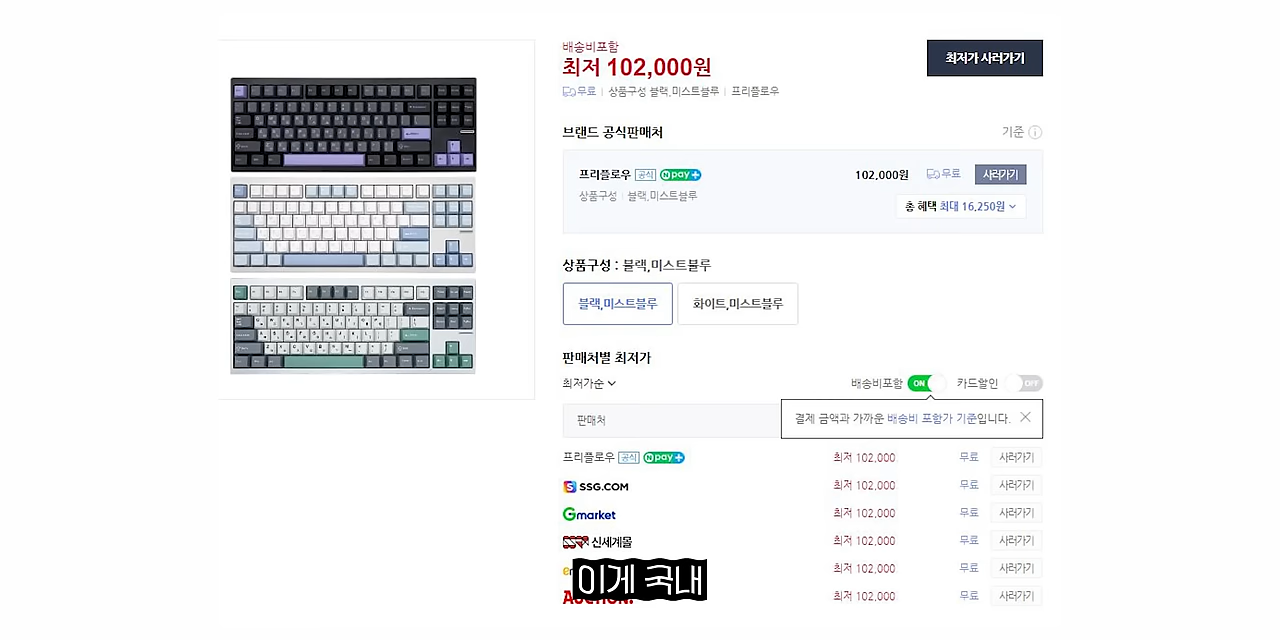 배송비포함
최저 102,000원
최저가 사러가기
무료 | 상품구성 블랙,미스트블루 | 프리플로우
브랜드 공식판매처
기준
프리플로우 공식 N pay+
102,000원
무료
사러가기
상품구성 | 블랙,미스트블루
총 혜택 최대 16,250원
상품구성 : 블랙,미스트블루
블랙,미스트블루
화이트,미스트블루
판매처별 최저가
최저가순
배송비포함 ON
카드할인 OFF
판매처
결제 금액과 가까운 배송비 포함가 기준입니다.
프리플로우 공식 N pay+ 최저 102,000 무료 사러가기
SSG.COM 최저 102,000 무료 사러가기
Gmarket 최저 102,000 무료 사러가기
신세계몰 최저 102,000 무료 사러가기
최저 102,000 무료 사러가기
이게 국내
AUCTION. 최저 102,000 무료 사러가기